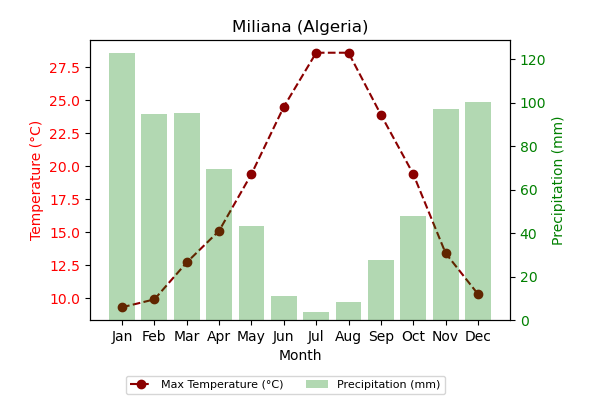 Miliana (Algeria)
27.5
25.0
22.5
20.0
17.5
15.0
12.5
10.0
Temperature (°C)
120
100
80
60
40
20
0
Precipitation (mm)
Jan Feb Mar Apr May Jun Jul Aug Sep Oct Nov Dec
Month
Max Temperature (°C) Precipitation (mm)